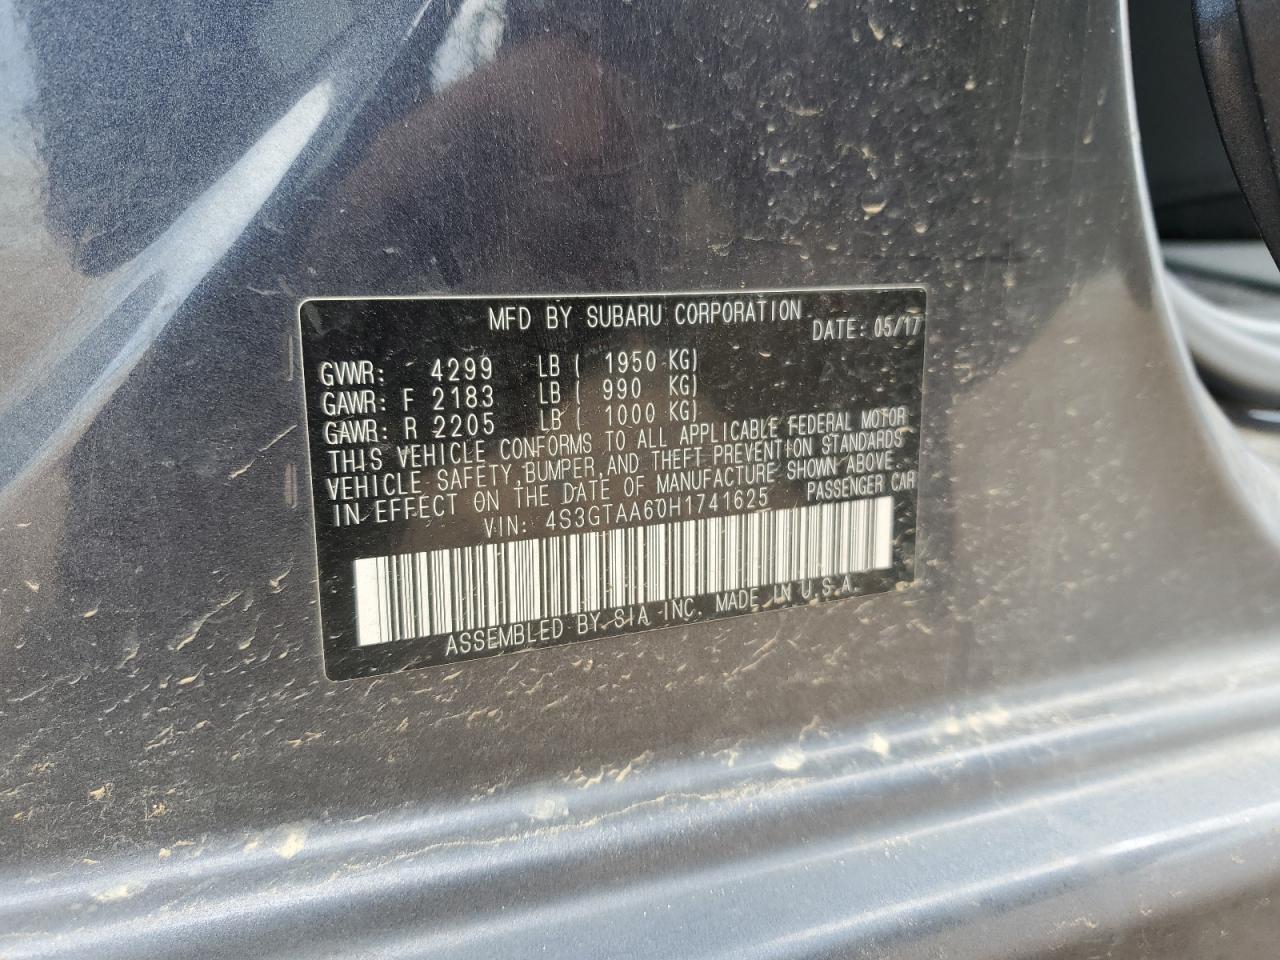 MFD BY SUBARU CORPORATION
DATE: 05/17
GVWR: 4299 LB ( 1950 KG)
GAWR: F 2183 LB ( 990 KG)
GAWR: R 2205 LB ( 1000 KG)
THIS VEHICLE CONFORMS TO ALL APPLICABLE FEDERAL MOTOR
VEHICLE SAFETY, BUMPER, AND THEFT PREVENTION STANDARDS
IN EFFECT ON THE DATE OF MANUFACTURE SHOWN ABOVE.
VIN: 4S3GTAA60H1741625 PASSENGER CAR
ASSEMBLED BY SIA INC. MADE IN U.S.A.